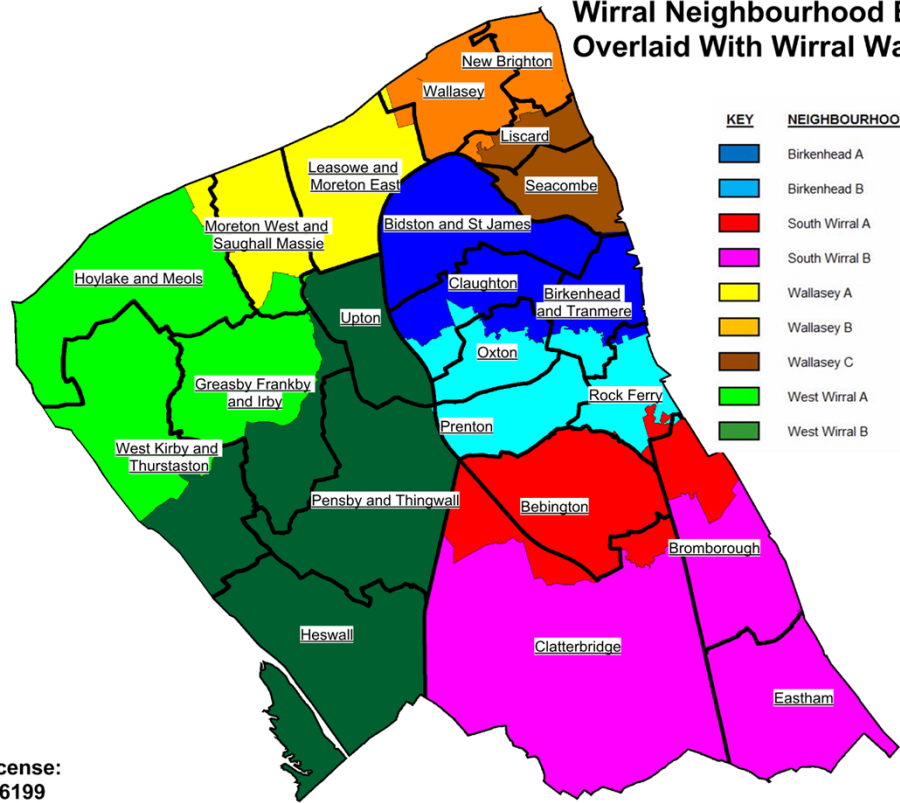 Wirral Neighbourhood
Overlaid With Wirral
KEY
Birkenhead A
Birkenhead B
South Wirral A
South Wirral B
Wallasey A
Wallasey B
Wallasey C
West Wirral A
West Wirral B
New Brighton
Wallasey
Liscard
Leasowe and
Moreton East
Seacombe
Moreton West and
Saughall Massie
Bidston and St James
Hoylake and Meols
Claughton
Birkenhead
and Tranmere
Upton
Oxton
Greasby Frankby
and Irby
Rock Ferry
Prenton
West Kirby and
Thurstaston
Pensby and Thingwall
Bebington
Bromborough
Heswall
Clatterbridge
Eastham
6199